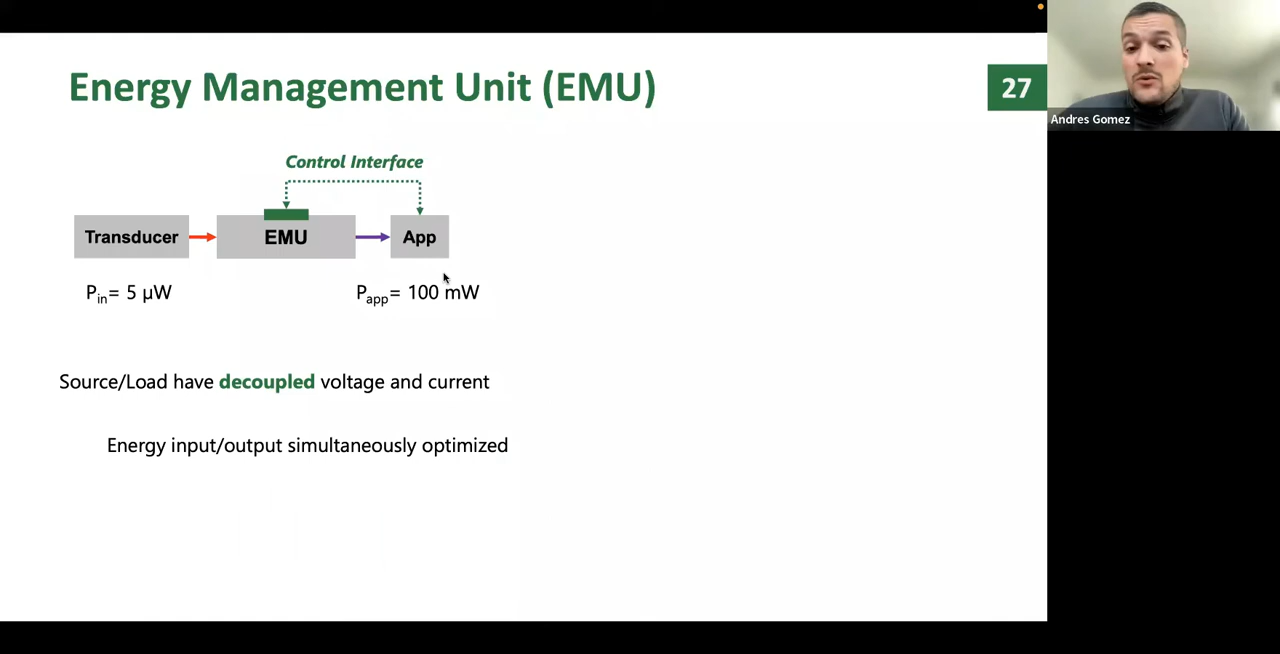 Energy Management Unit (EMU)
27
Andres Gomez
Control Interface
Transducer
EMU
App
Pin= 5 µW
Papp= 100 mW
Source/Load have decoupled voltage and current
Energy input/output simultaneously optimized